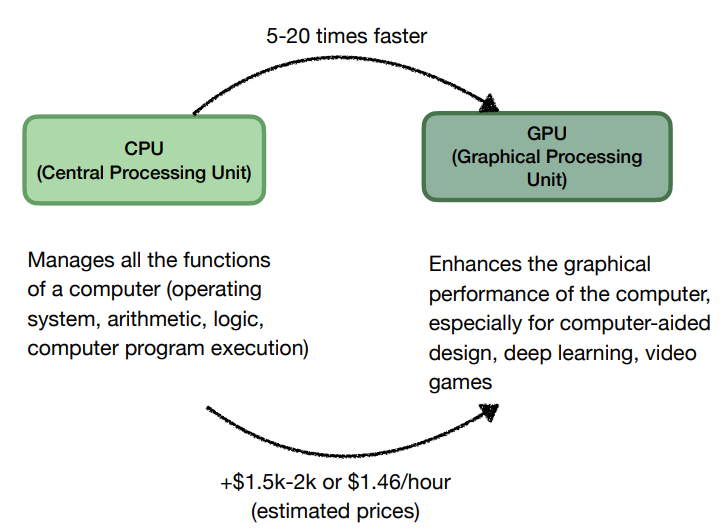 5-20 times faster
CPU
(Central Processing Unit)
GPU
(Graphical Processing
Unit)
Manages all the functions
of a computer (operating
system, arithmetic, logic,
computer program execution)
Enhances the graphical
performance of the computer,
especially for computer-aided
design, deep learning, video
games
+$1.5k-2k or $1.46/hour
(estimated prices)